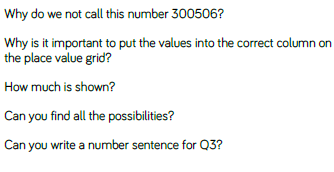 Why do we not call this number 300506?
Why is it important to put the values into the correct column on
the place value grid?
How much is shown?
Can you find all the possibilities?
Can you write a number sentence for Q3?